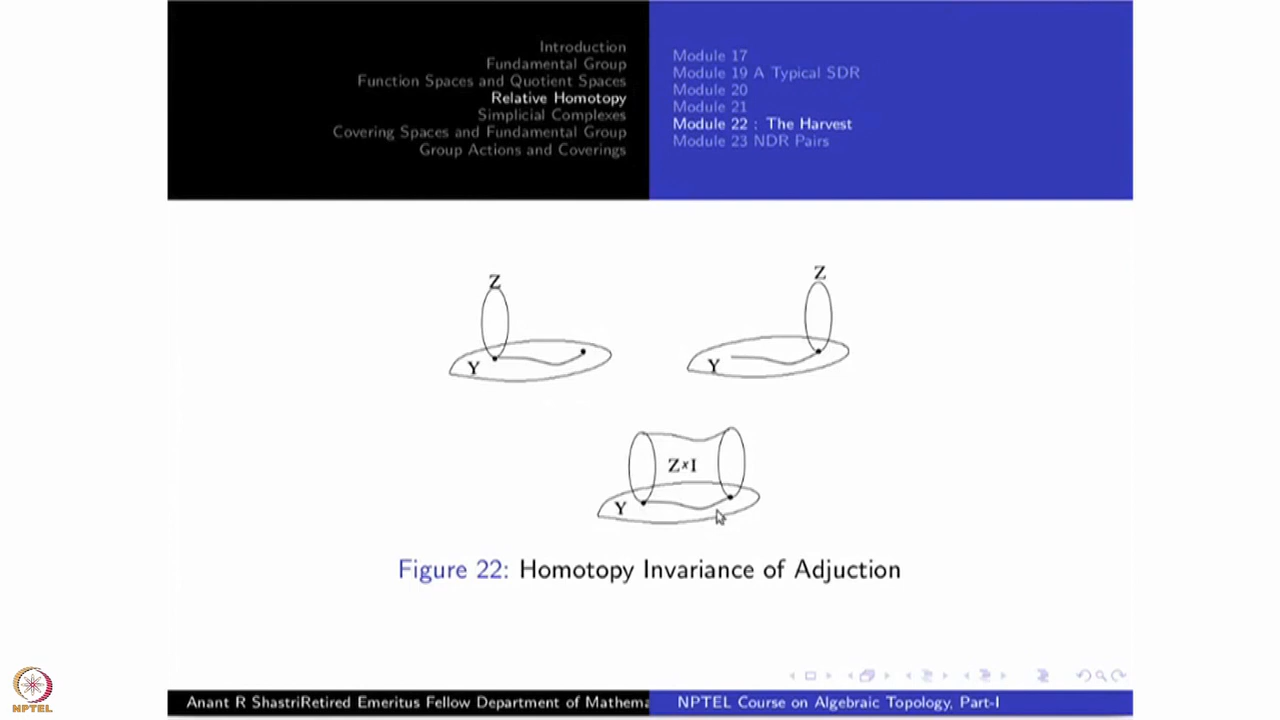 Introduction
Fundamental Group
Function Spaces and Quotient Spaces
Relative Homotopy
Simplicial Complexes
Covering Spaces and Fundamental Group
Group Actions and Coverings
Module 17
Module 19 A Typical SDR
Module 20
Module 21
Module 22 : The Harvest
Module 23 NDR Pairs
Z
Y
Z
Y
Z×I
Y
Figure 22: Homotopy Invariance of Adjuction
NPTEL
Anant R ShastriRetired Emeritus Fellow Department of Mathema
NPTEL Course on Algebraic Topology, Part-I